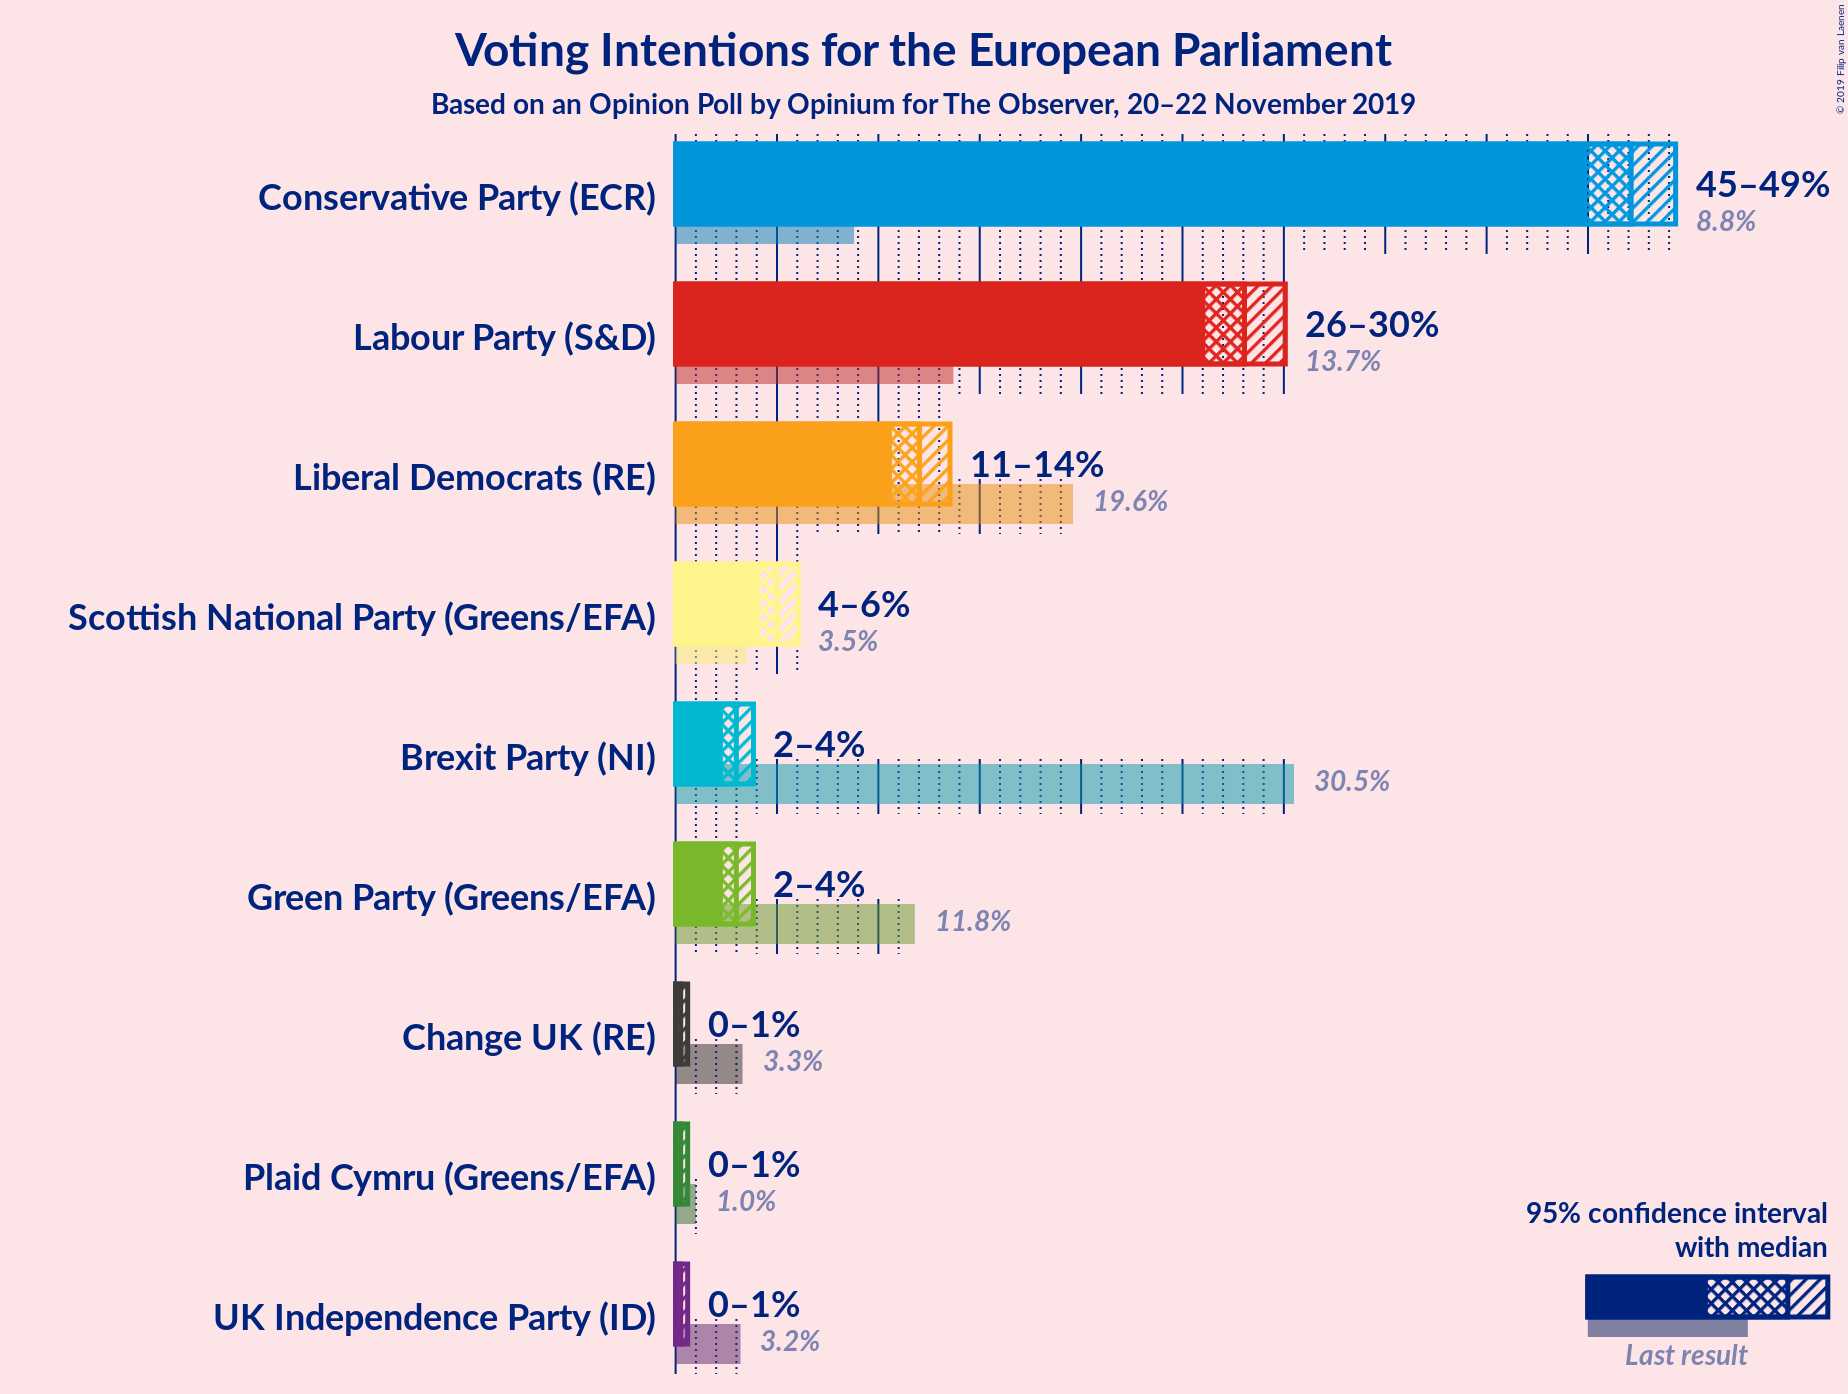 Voting Intentions for the European Parliament
Based on an Opinion Poll by Opinium for The Observer, 20–22 November 2019
© 2019 Filip van Laenen
Conservative Party (ECR)
45–49%
8.8%
Labour Party (S&D)
26–30%
13.7%
Liberal Democrats (RE)
11–14%
19.6%
Scottish National Party (Greens/EFA)
4–6%
3.5%
Brexit Party (NI)
2–4%
30.5%
Green Party (Greens/EFA)
2–4%
11.8%
Change UK (RE)
0–1%
3.3%
Plaid Cymru (Greens/EFA)
0–1%
1.0%
UK Independence Party (ID)
0–1%
3.2%
95% confidence interval
with median
Last result